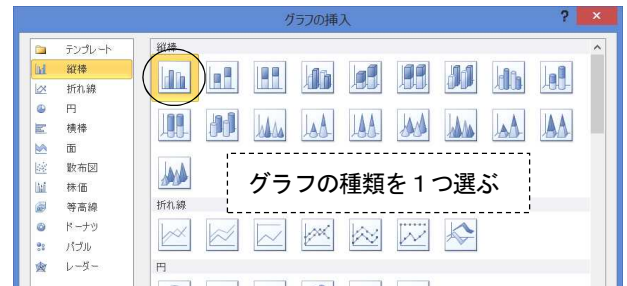 グラフの挿入
?
×
テンプレート
縦棒
折れ線
円
横棒
面
散布図
株価
等高線
ドーナツ
バブル
レーダー
縦棒
グラフの種類を１つ選ぶ
折れ線
円